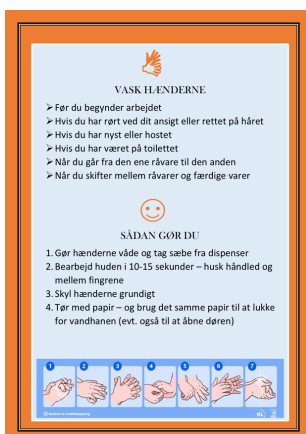 VASK HÆNDERNE
➢ Før du begynder arbejdet
➢ Hvis du har rørt ved dit ansigt eller rettet på håret
➢ Hvis du har nyst eller hostet
➢ Hvis du har været på toilettet
➢ Når du går fra den ene råvare til den anden
➢ Når du skifter mellem råvarer og færdige varer
SÅDAN GØR DU
1. Gør hænderne våde og tag sæbe fra dispenser
2. Bearbejd huden i 10-15 sekunder – husk håndled og
mellem fingrene
3. Skyl hænderne grundigt
4. Tør med papir – og brug det samme papir til at lukke
for vandhanen (evt. også til at åbne døren)
1 2 3 4 5 6 7